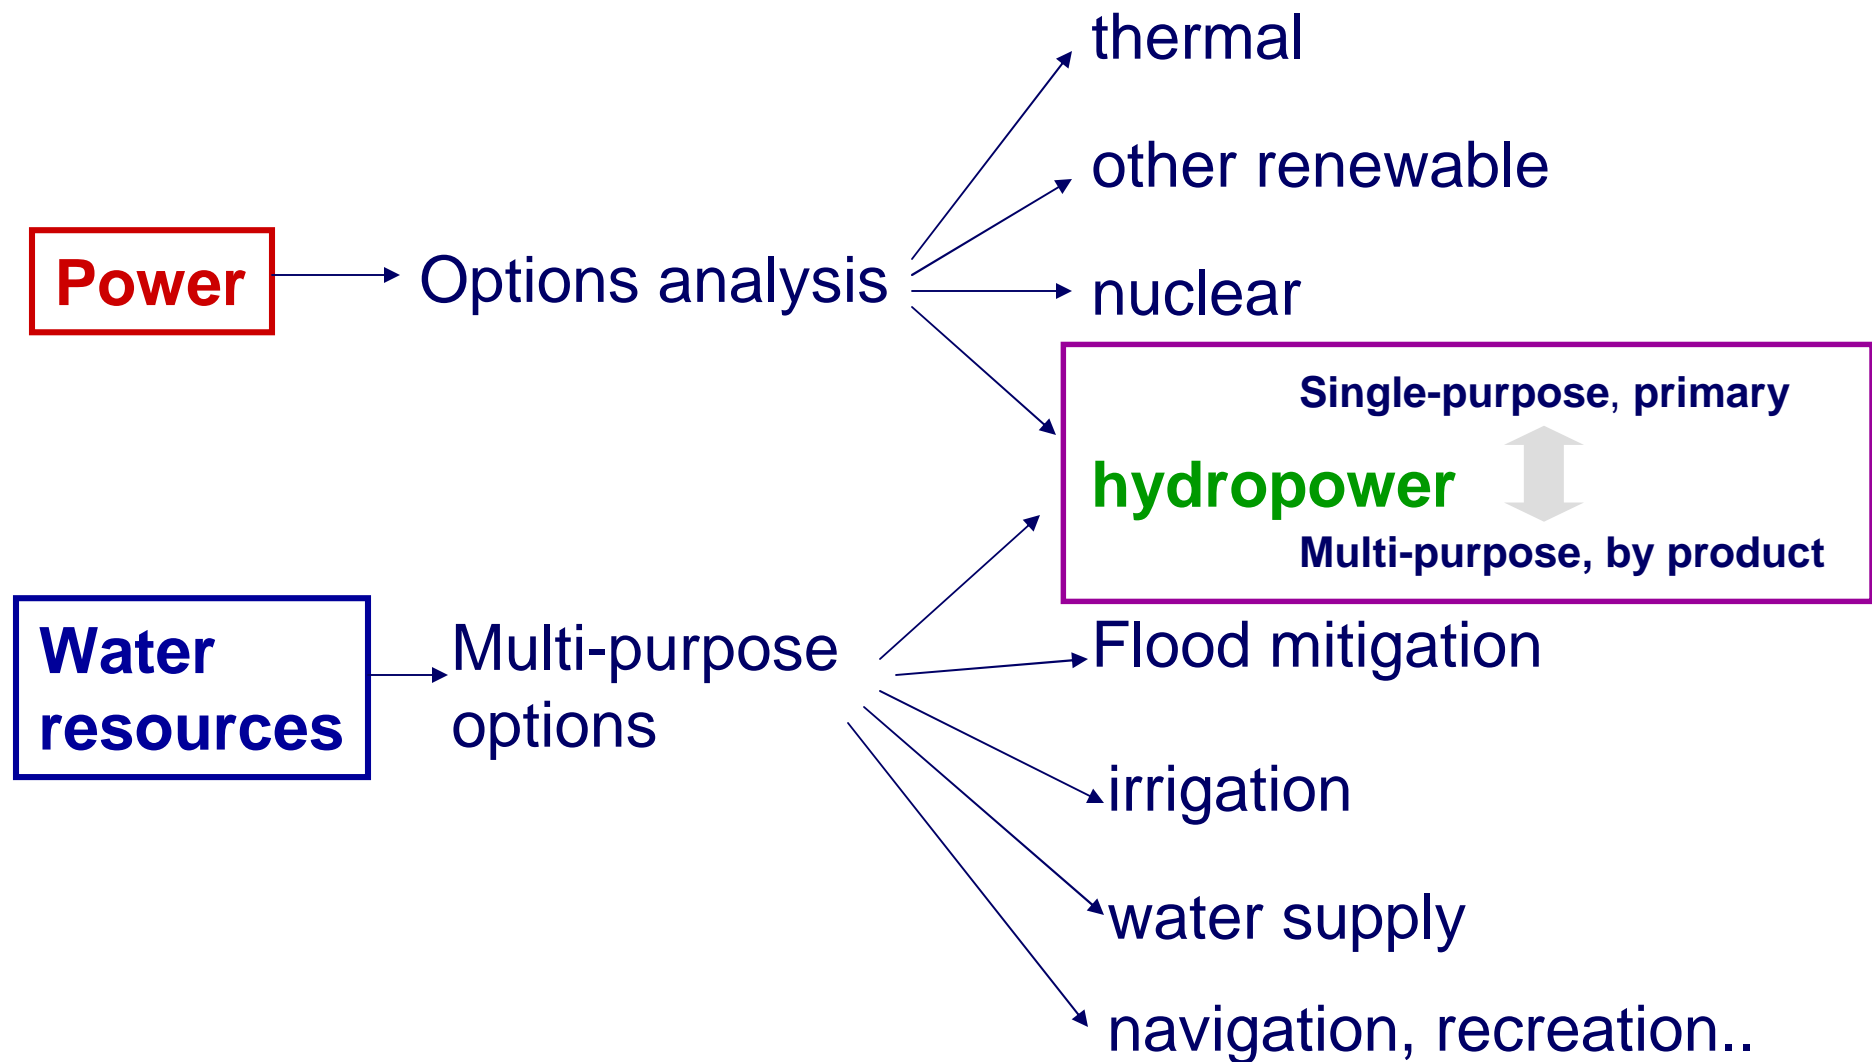 thermal
other renewable
Power
Options analysis
nuclear
Single-purpose, primary
hydropower
Multi-purpose, by product
Water
resources
Multi-purpose
options
Flood mitigation
irrigation
water supply
navigation, recreation..